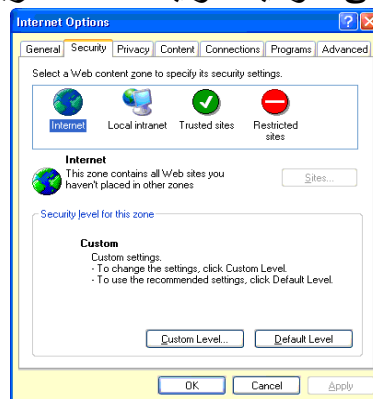 Internet Options
General Security Privacy Content Connections Programs Advanced
Select a Web content zone to specify its security settings.
Internet Local intranet Trusted sites Restricted sites
Internet
This zone contains all Web sites you haven't placed in other zones
Sites...
Security level for this zone
Custom
Custom settings.
- To change the settings, click Custom Level.
- To use the recommended settings, click Default Level.
Custom Level... Default Level
OK Cancel Apply